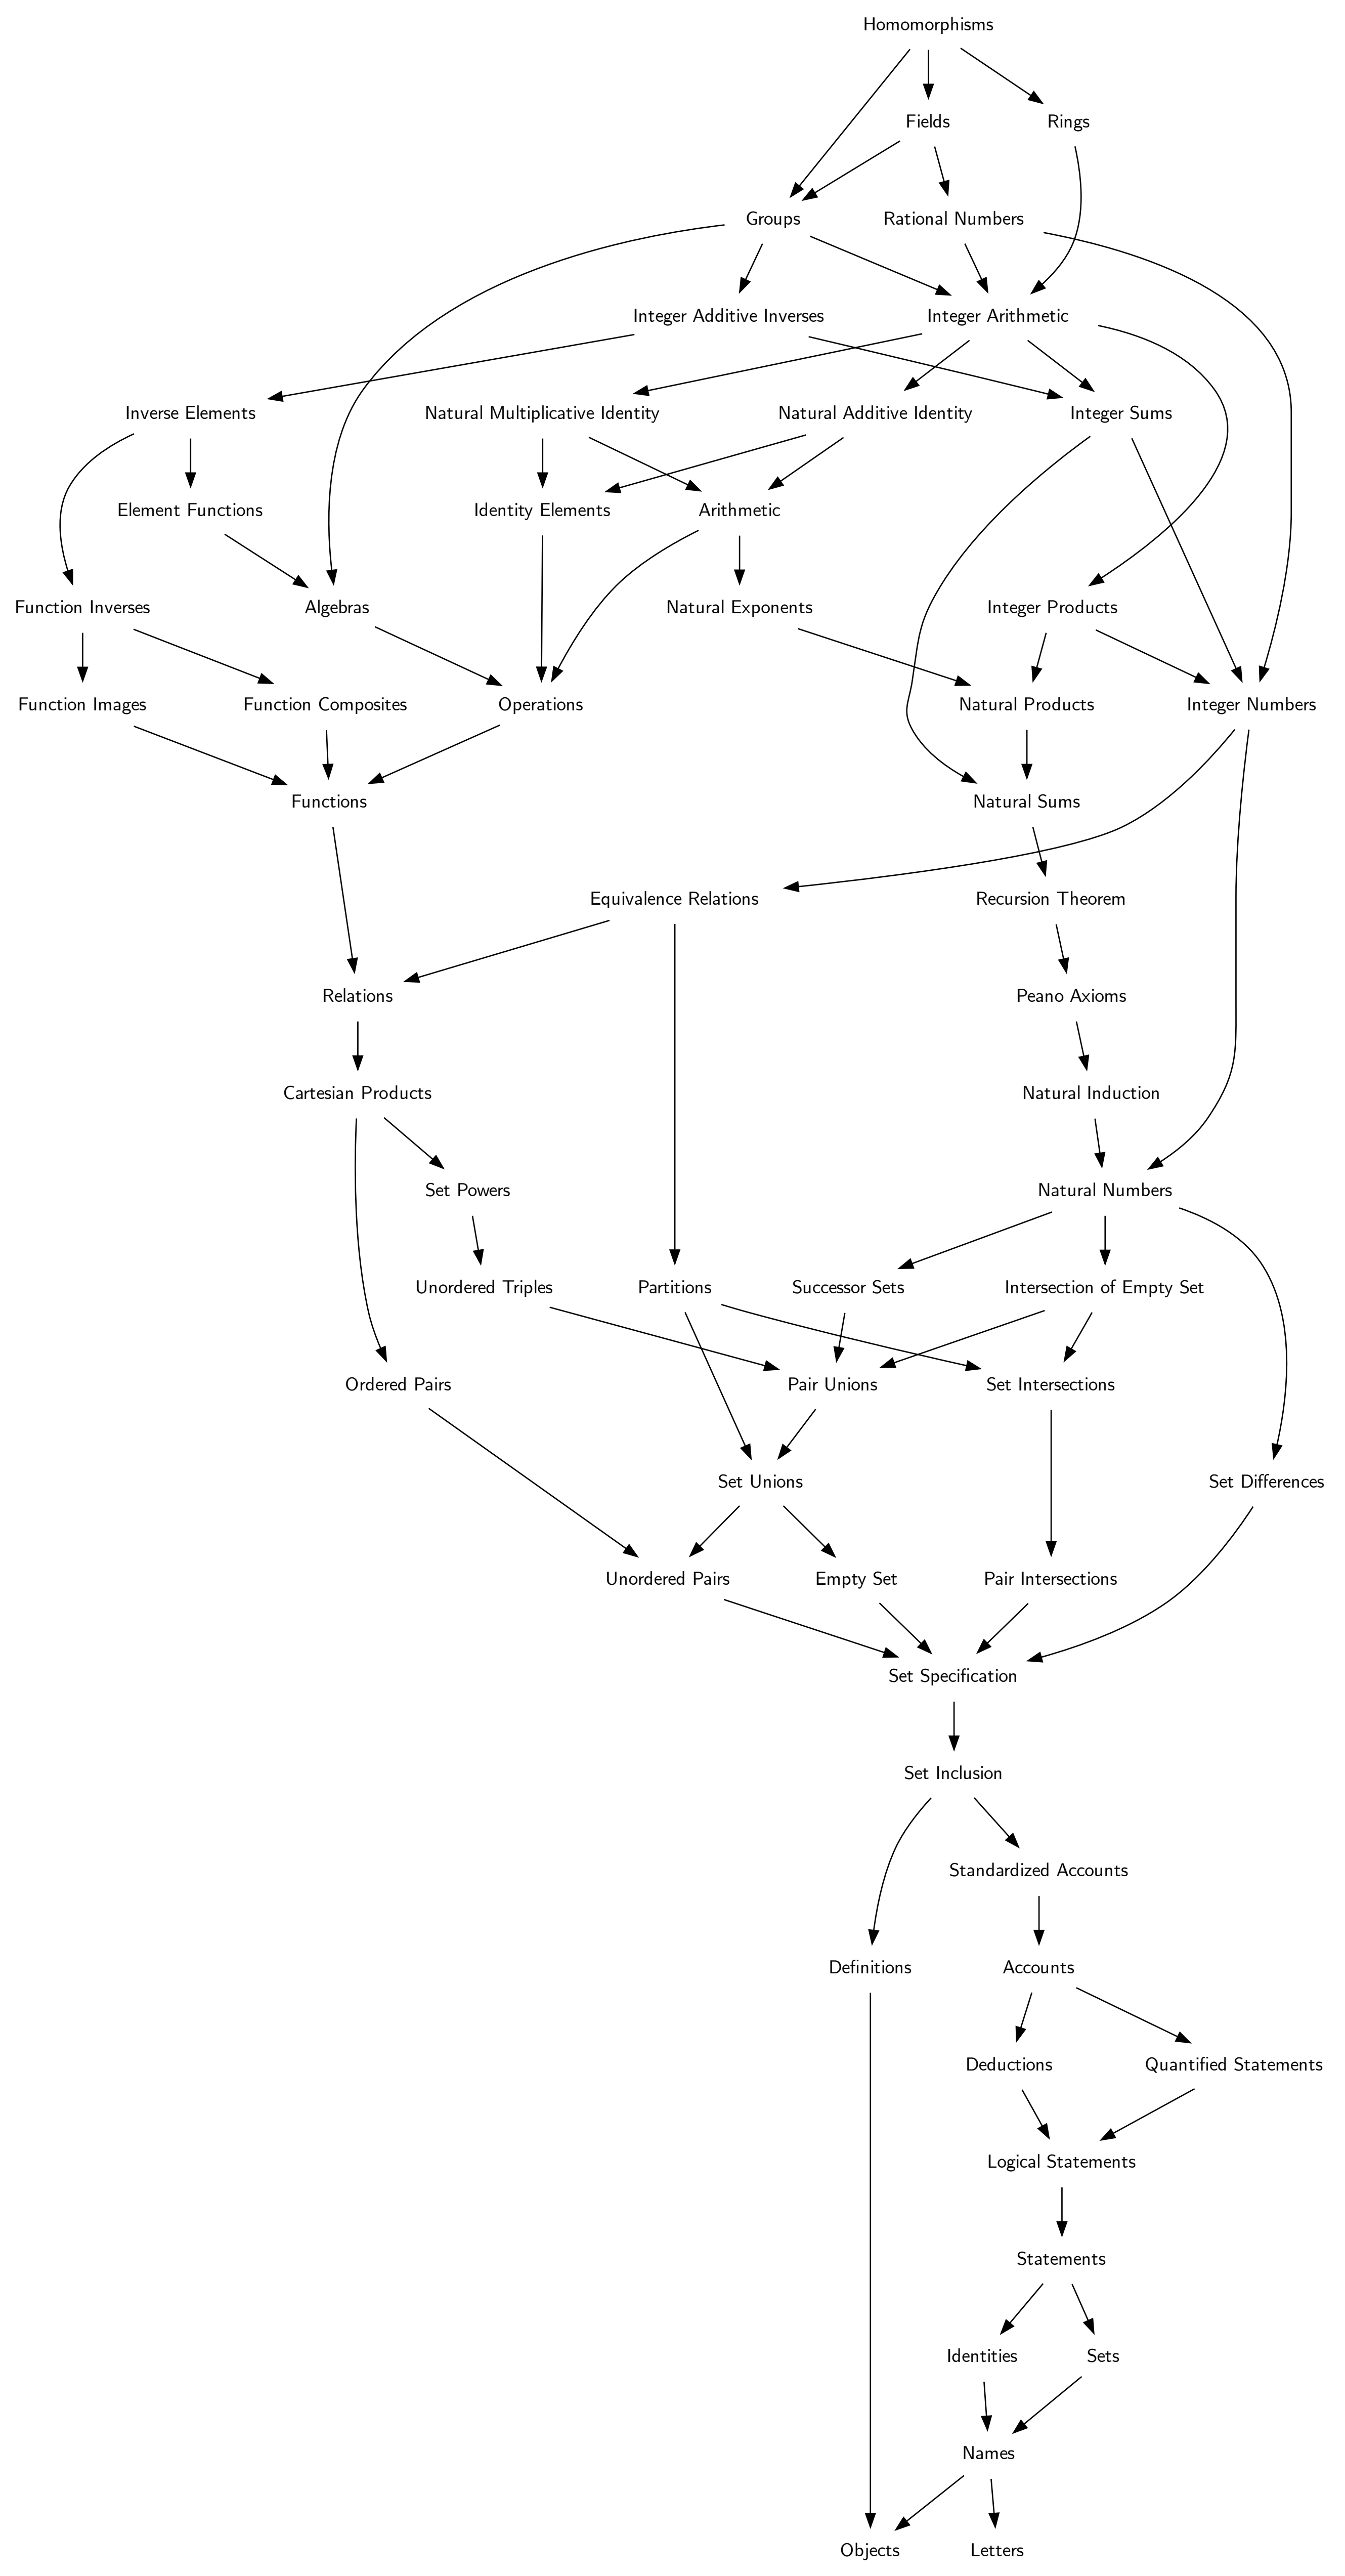 Homomorphisms
Fields
Rings
Groups
Rational Numbers
Integer Additive Inverses
Integer Arithmetic
Inverse Elements
Natural Multiplicative Identity
Natural Additive Identity
Integer Sums
Element Functions
Identity Elements
Arithmetic
Function Inverses
Algebras
Natural Exponents
Integer Products
Function Images
Function Composites
Operations
Natural Products
Integer Numbers
Functions
Natural Sums
Equivalence Relations
Recursion Theorem
Relations
Peano Axioms
Cartesian Products
Natural Induction
Set Powers
Natural Numbers
Unordered Triples
Partitions
Successor Sets
Intersection of Empty Set
Ordered Pairs
Pair Unions
Set Intersections
Set Unions
Set Differences
Unordered Pairs
Empty Set
Pair Intersections
Set Specification
Set Inclusion
Standardized Accounts
Definitions
Accounts
Deductions
Quantified Statements
Logical Statements
Statements
Identities
Sets
Names
Objects
Letters